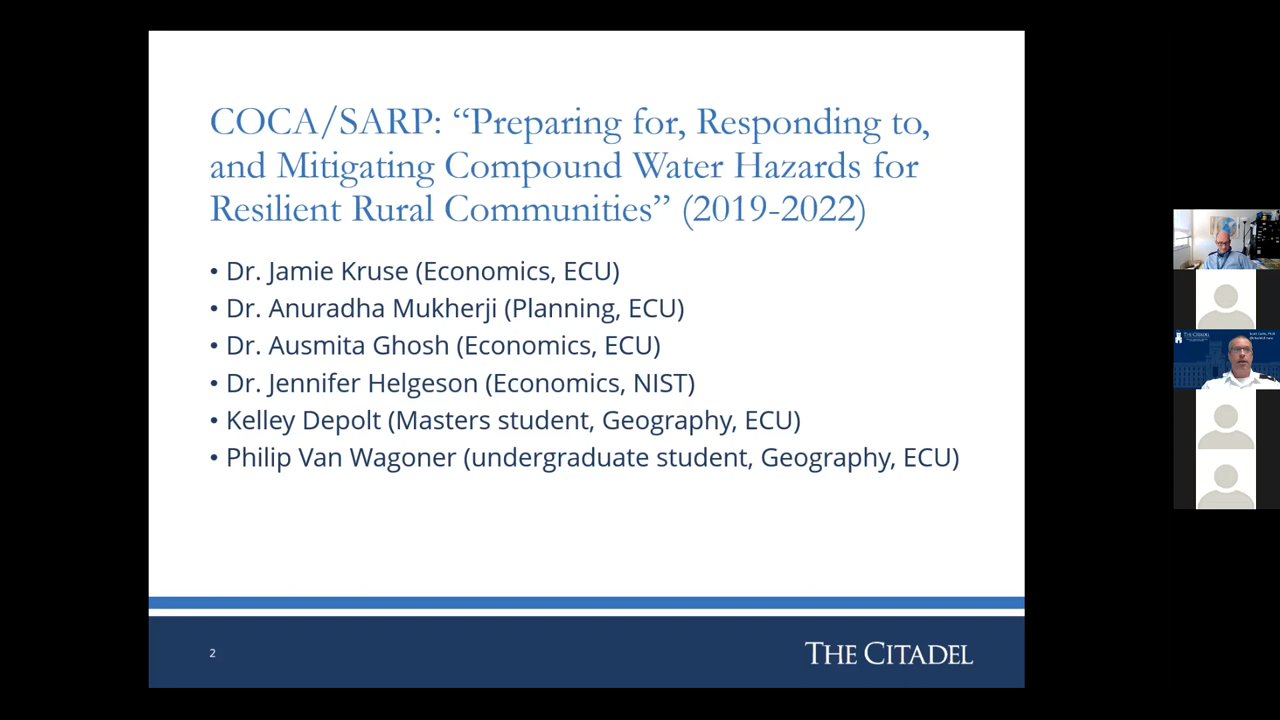 COCA/SARP: “Preparing for, Responding to,
and Mitigating Compound Water Hazards for
Resilient Rural Communities” (2019-2022)
• Dr. Jamie Kruse (Economics, ECU)
• Dr. Anuradha Mukherji (Planning, ECU)
• Dr. Ausmita Ghosh (Economics, ECU)
• Dr. Jennifer Helgeson (Economics, NIST)
• Kelley Depolt (Masters student, Geography, ECU)
• Philip Van Wagoner (undergraduate student, Geography, ECU)
2
THE CITADEL
THE CITADEL